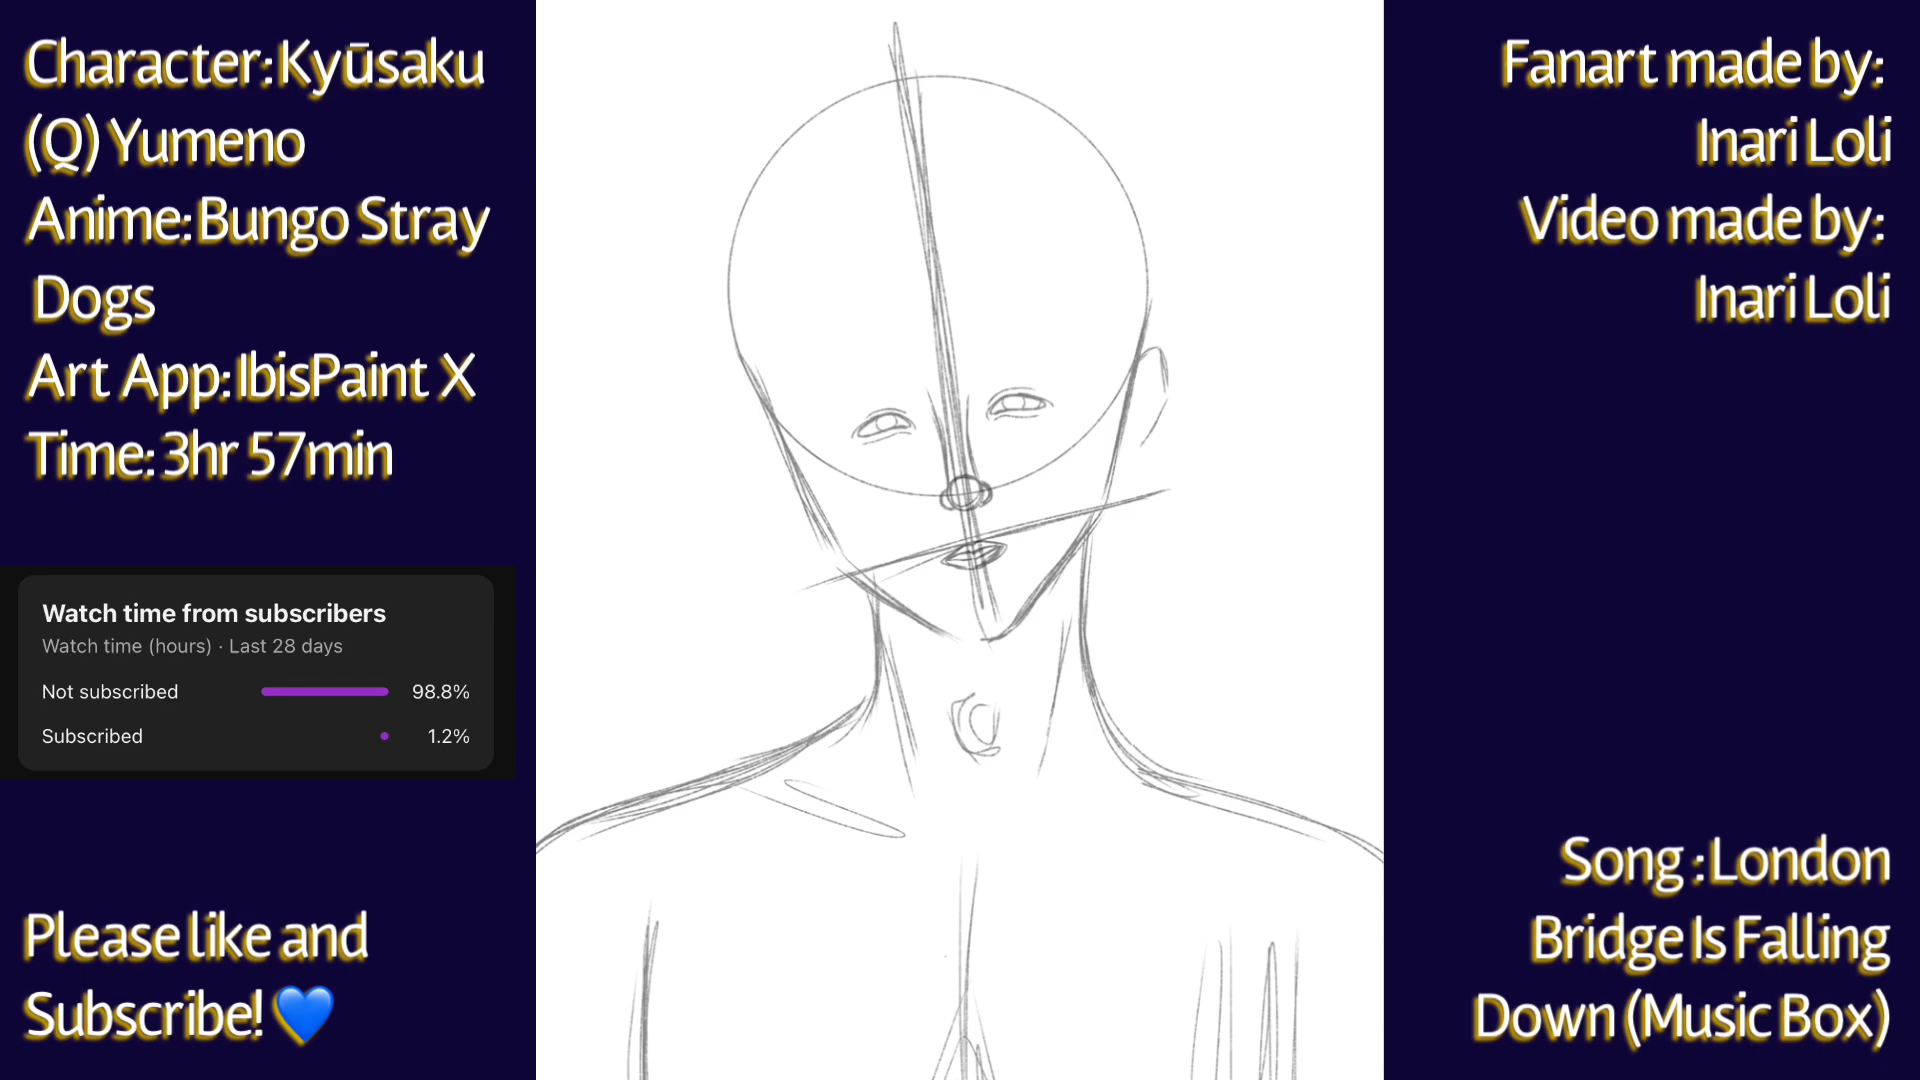 Character: Kyūsaku
(Q) Yumeno
Anime: Bungo Stray
Dogs
Art App: IbisPaint X
Time: 3hr 57min
Watch time from subscribers
Watch time (hours) · Last 28 days
Not subscribed 98.8%
Subscribed 1.2%
Please like and
Subscribe! 💙
Fanart made by:
Inari Loli
Video made by:
Inari Loli
Song : London
Bridge Is Falling
Down (Music Box)